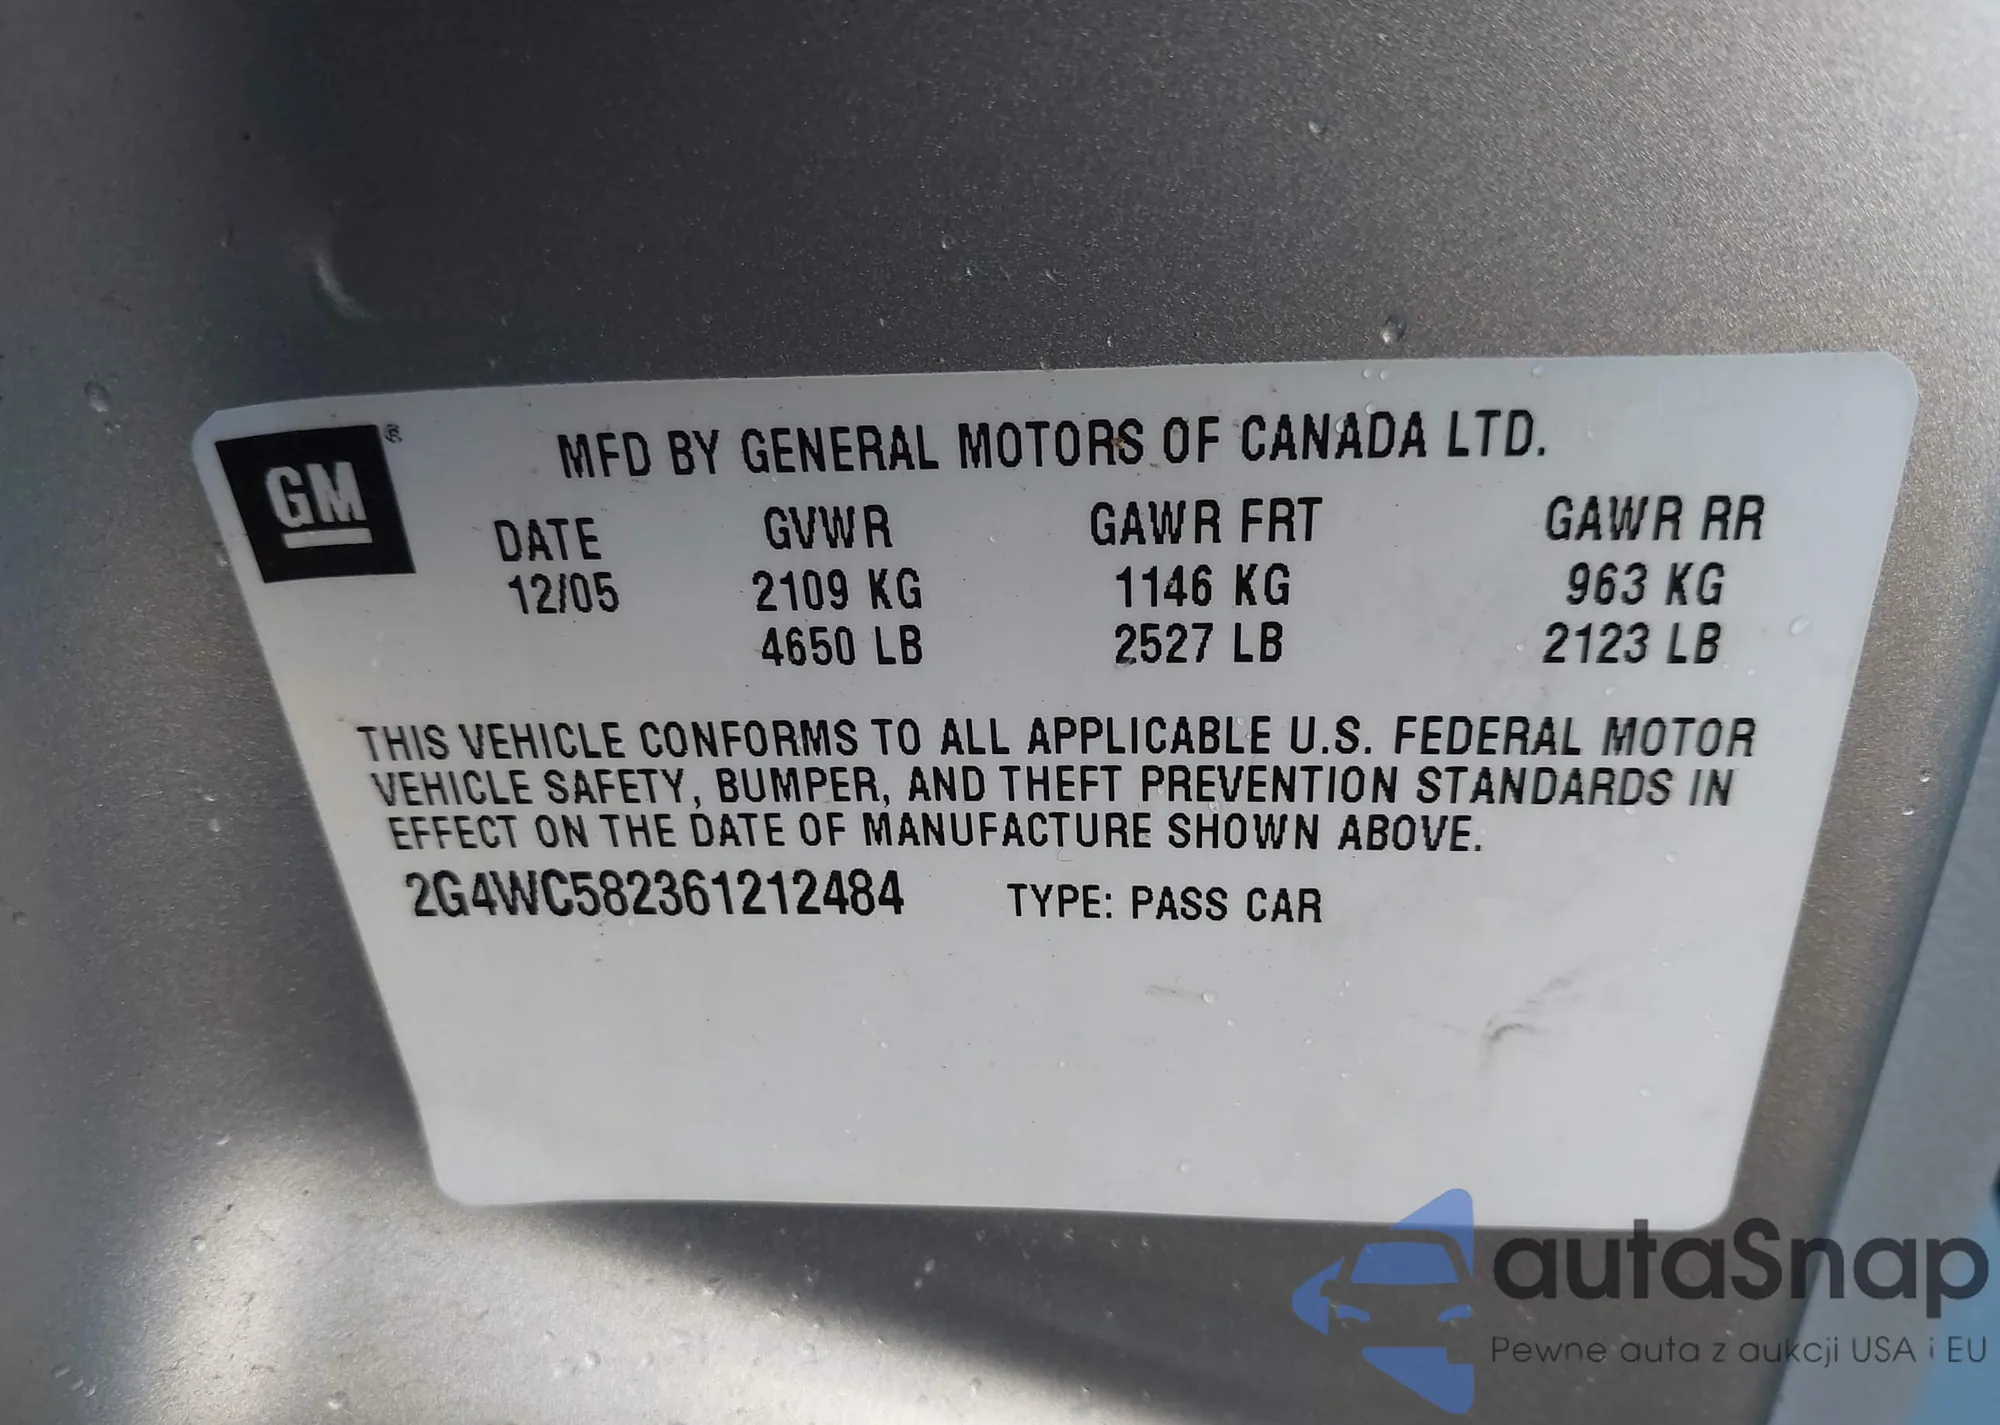 GM®
MFD BY GENERAL MOTORS OF CANADA LTD.
DATE GVWR GAWR FRT GAWR RR
12/05 2109 KG 1146 KG 963 KG
4650 LB 2527 LB 2123 LB
THIS VEHICLE CONFORMS TO ALL APPLICABLE U.S. FEDERAL MOTOR
VEHICLE SAFETY, BUMPER, AND THEFT PREVENTION STANDARDS IN
EFFECT ON THE DATE OF MANUFACTURE SHOWN ABOVE.
2G4WC582361212484 TYPE: PASS CAR
autaSnap
Pewne auta z aukcji USA i EU